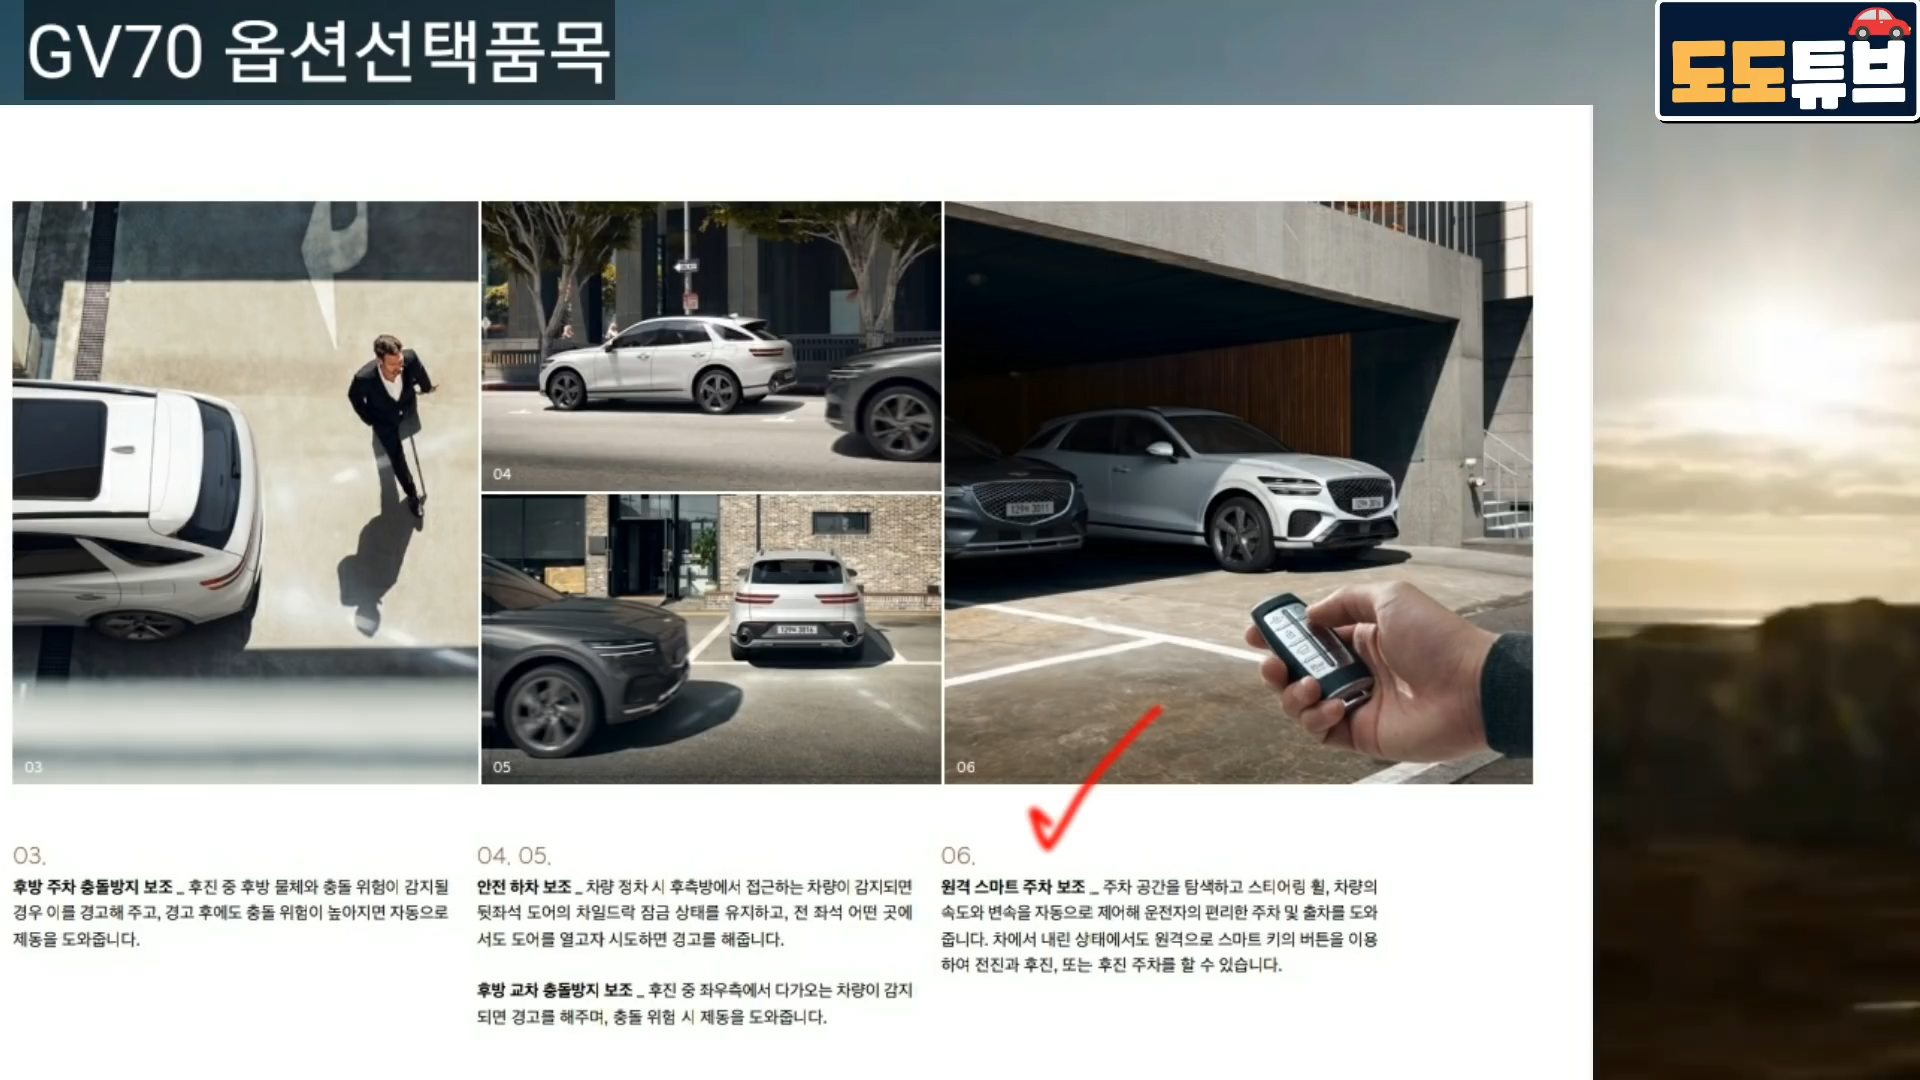 GV70 옵션선택품목
도도튜브
04
129하 3011
03
05
06
03.
후방 주차 충돌방지 보조 _ 후진 중 후방 물체와 충돌 위험이 감지될
경우 이를 경고해 주고, 경고 후에도 충돌 위험이 높아지면 자동으로
제동을 도와줍니다.
04. 05.
안전 하차 보조 _ 차량 정차 시 후측방에서 접근하는 차량이 감지되면
뒷좌석 도어의 차일드락 잠금 상태를 유지하고, 전 좌석 어떤 곳에
서도 도어를 열고자 시도하면 경고를 해줍니다.
후방 교차 충돌방지 보조 _ 후진 중 좌우측에서 다가오는 차량이 감지
되면 경고를 해주며, 충돌 위험 시 제동을 도와줍니다.
06.
원격 스마트 주차 보조 _ 주차 공간을 탐색하고 스티어링 휠, 차량의
속도와 변속을 자동으로 제어해 운전자의 편리한 주차 및 출차를 도와
줍니다. 차에서 내린 상태에서도 원격으로 스마트 키의 버튼을 이용
하여 전진과 후진, 또는 후진 주차를 할 수 있습니다.